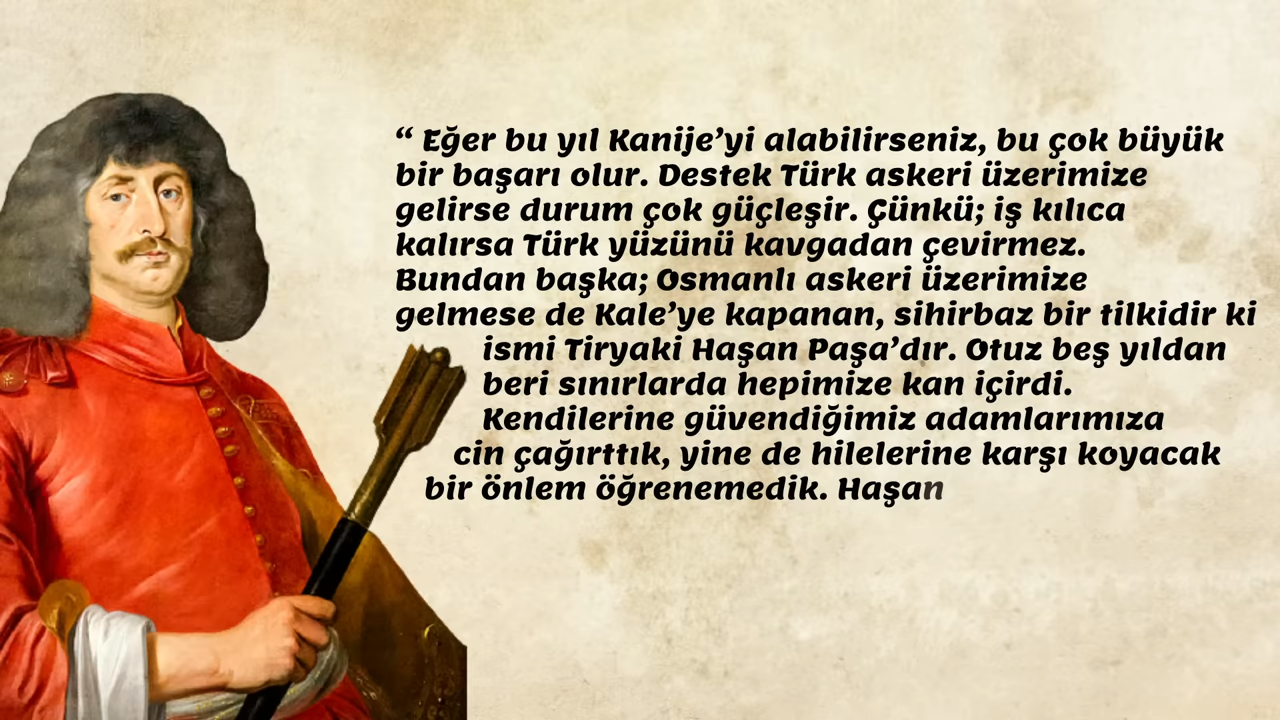 “ Eğer bu yıl Kanije’yi alabilirseniz, bu çok büyük
bir başarı olur. Destek Türk askeri üzerimize
gelirse durum çok güçleşir. Çünkü; iş kılıca
kalırsa Türk yüzünü kavgadan çevirmez.
Bundan başka; Osmanlı askeri üzerimize
gelmese de Kale’ye kapanan, sihirbaz bir tilkidir ki
ismi Tiryaki Haşan Paşa’dır. Otuz beş yıldan
beri sınırlarda hepimize kan içirdi.
Kendilerine güvendiğimiz adamlarımıza
cin çağırttık, yine de hilelerine karşı koyacak
bir önlem öğrenemedik. Haşan